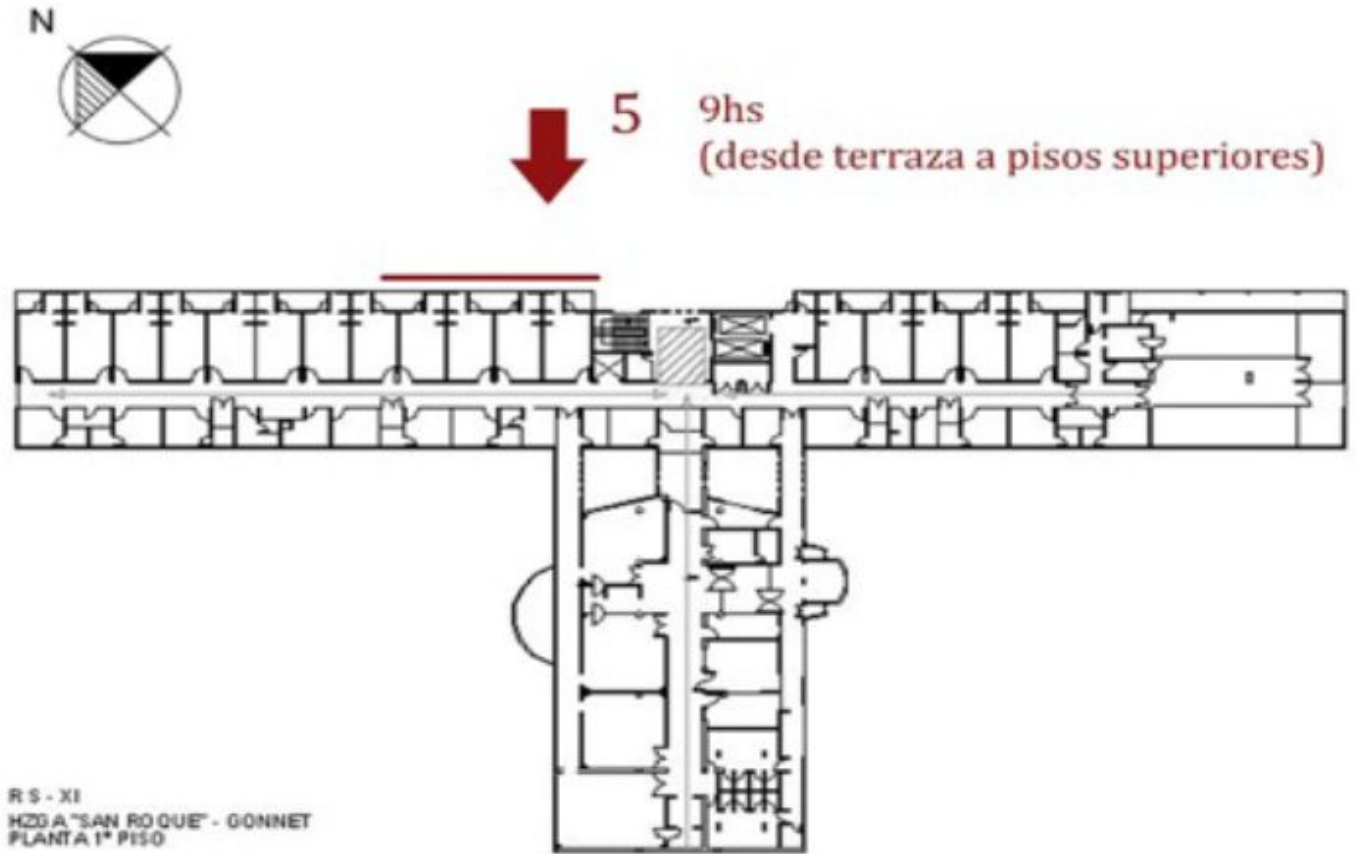 N
5
9hs
(desde terraza a pisos superiores)
R S - XI
HZGA "SAN ROQUE" - GONNET
PLANTA 1* PISO